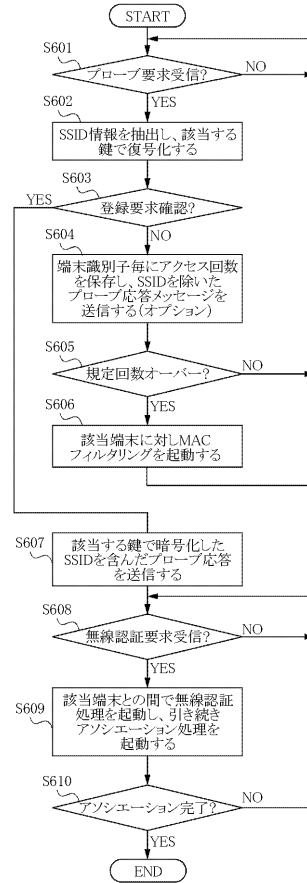 START
S601
プローブ要求受信?
NO
YES
S602
SSID情報を抽出し、該当する
鍵で復号化する
S603
YES
登録要求確認?
NO
S604
端末識別子毎にアクセス回数
を保存し、SSIDを除いた
プローブ応答メッセージを
送信する(オプション)
S605
規定回数オーバー?
NO
YES
S606
該当端末に対しMAC
フィルタリングを起動する
S607
該当する鍵で暗号化した
SSIDを含んだプローブ応答
を送信する
S608
無線認証要求受信?
NO
YES
S609
該当端末との間で無線認証
処理を起動し、引き続き
アソシエーション処理を
起動する
S610
アソシエーション完了?
NO
YES
END